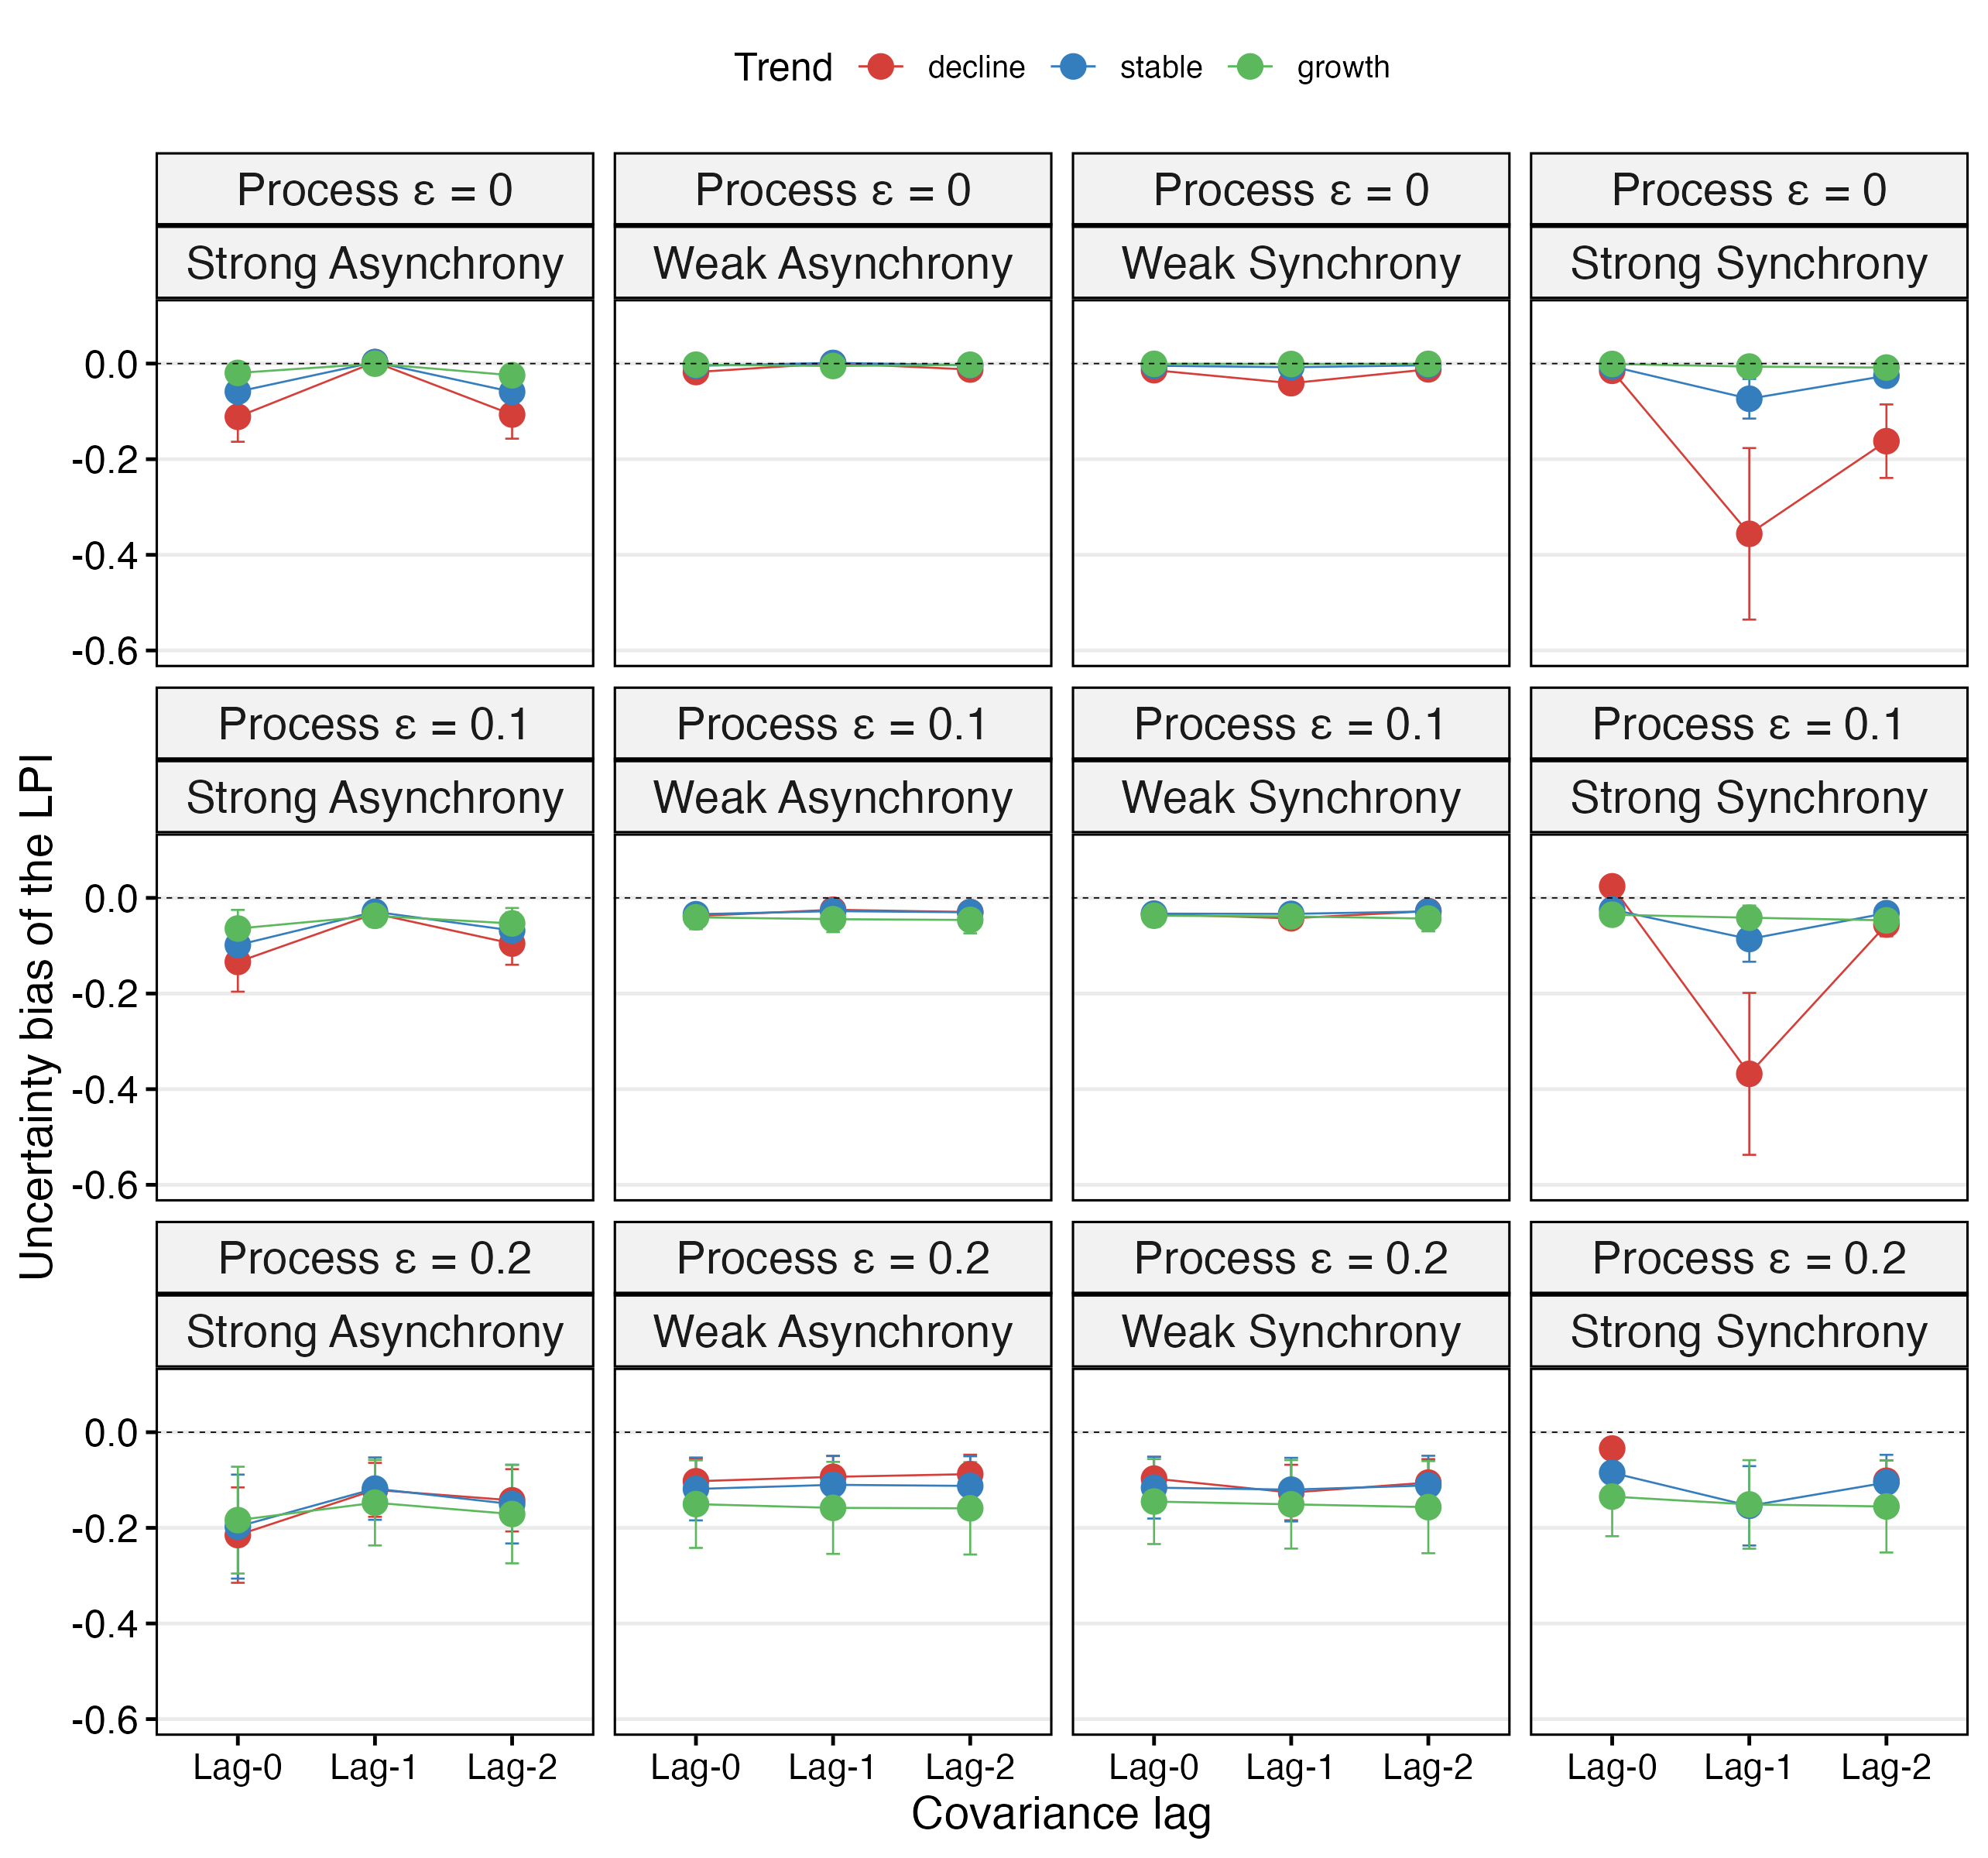 Trend decline stable growth
Process ε = 0 Process ε = 0 Process ε = 0 Process ε = 0
Strong Asynchrony Weak Asynchrony Weak Synchrony Strong Synchrony
0.0
-0.2
-0.4
-0.6
Process ε = 0.1 Process ε = 0.1 Process ε = 0.1 Process ε = 0.1
Strong Asynchrony Weak Asynchrony Weak Synchrony Strong Synchrony
0.0
-0.2
-0.4
-0.6
Process ε = 0.2 Process ε = 0.2 Process ε = 0.2 Process ε = 0.2
Strong Asynchrony Weak Asynchrony Weak Synchrony Strong Synchrony
0.0
-0.2
-0.4
-0.6
Lag-0 Lag-1 Lag-2 Lag-0 Lag-1 Lag-2 Lag-0 Lag-1 Lag-2 Lag-0 Lag-1 Lag-2
Covariance lag
Uncertainty bias of the LPI